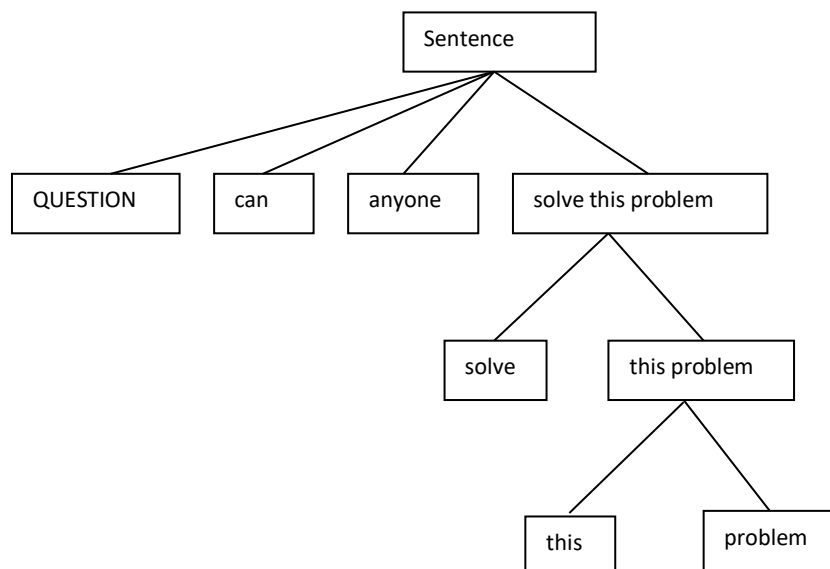 Sentence
QUESTION
can
anyone
solve this problem
solve
this problem
this
problem